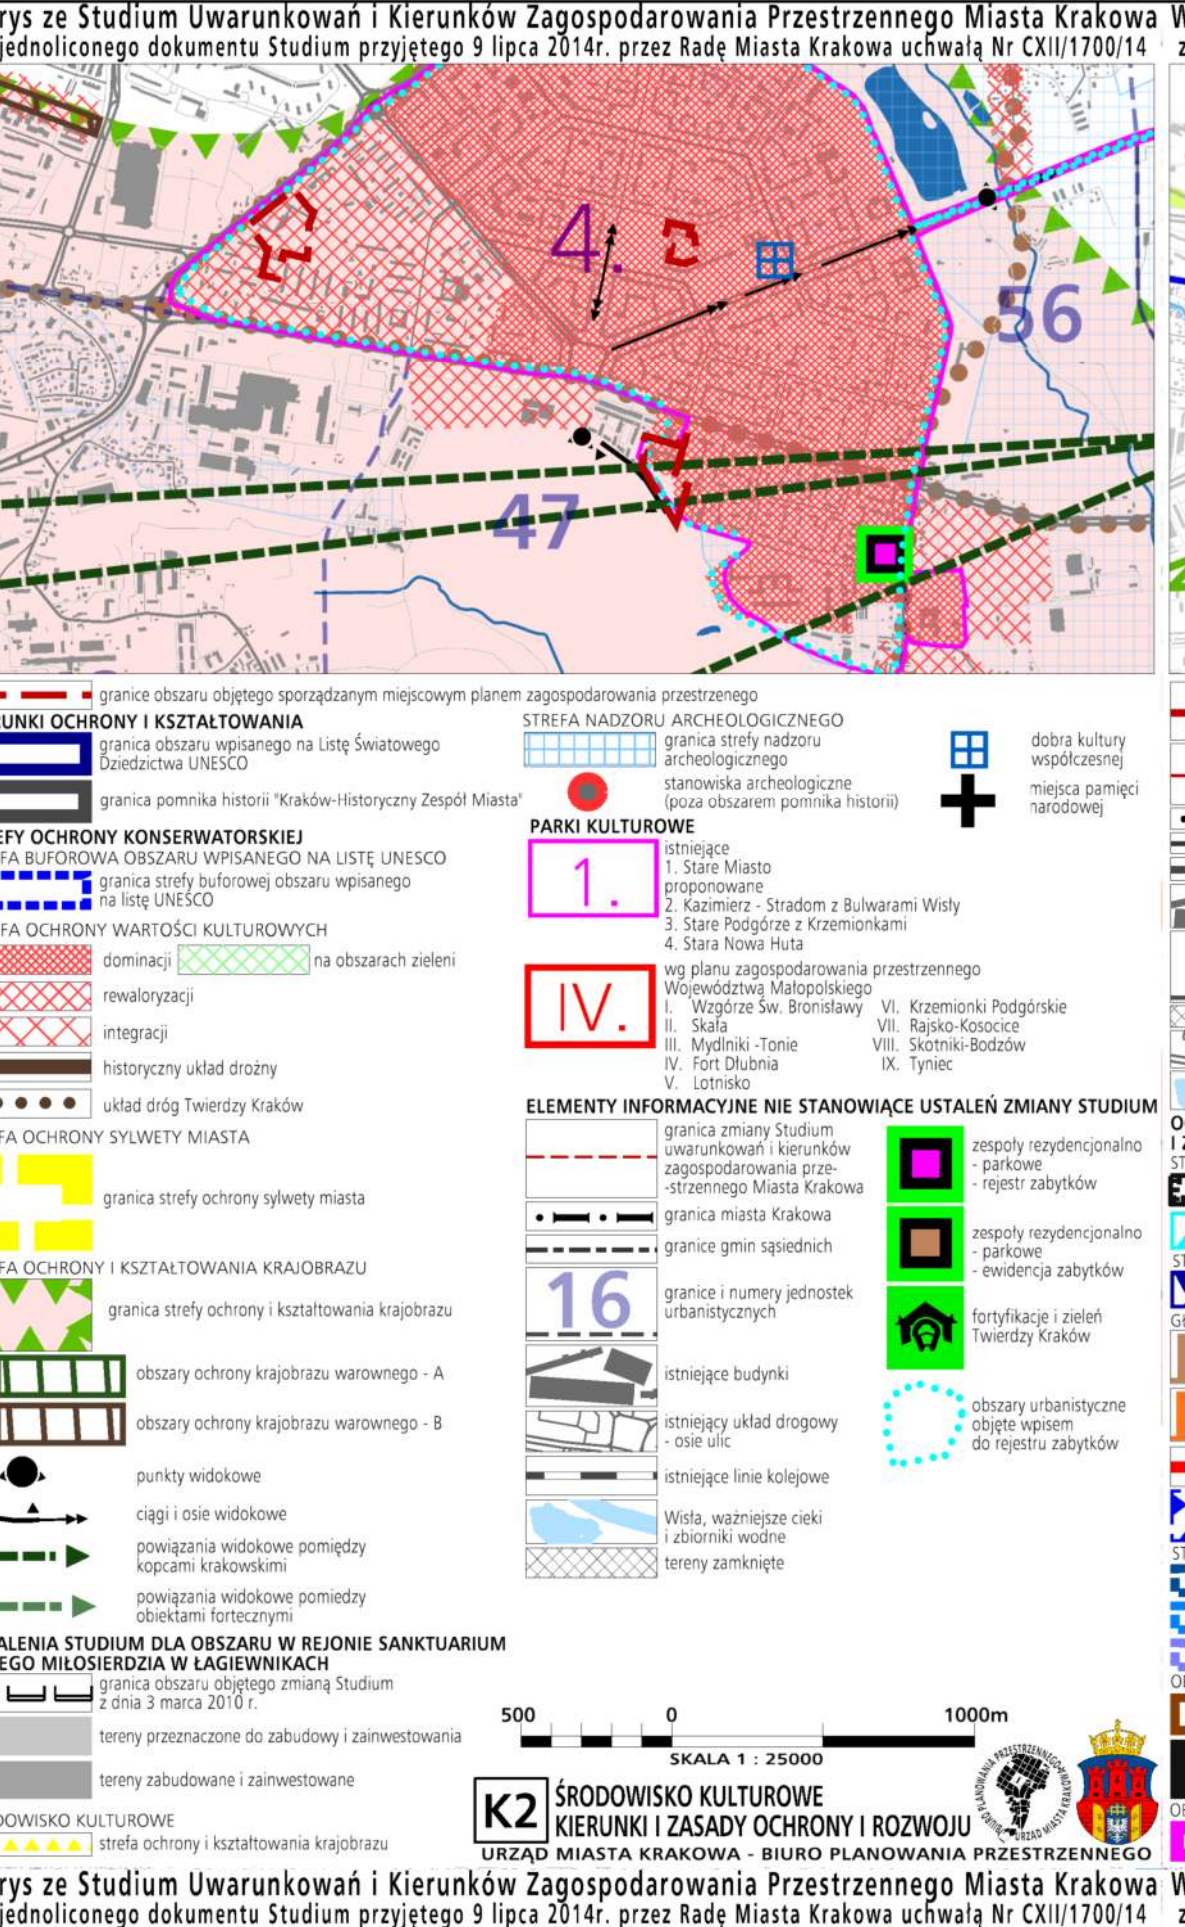 rys ze Studium Uwarunkowań i Kierunków Zagospodarowania Przestrzennego Miasta Krakowa W
jednoliconego dokumentu Studium przyjętego 9 lipca 2014r. przez Radę Miasta Krakowa uchwałą Nr CXII/1700/14 z
4.
56
47
granice obszaru objętego sporządzanym miejscowym planem zagospodarowania przestrzenego
RUNKI OCHRONY I KSZTAŁTOWANIA
granica obszaru wpisanego na Listę Światowego
Dziedzictwa UNESCO
granica pomnika historii "Kraków-Historyczny Zespół Miasta"
EFY OCHRONY KONSERWATORSKIEJ
FA BUFOROWA OBSZARU WPISANEGO NA LISTĘ UNESCO
granica strefy buforowej obszaru wpisanego
na listę UNESCO
FA OCHRONY WARTOŚCI KULTUROWYCH
dominacji
na obszarach zieleni
rewaloryzacji
integracji
historyczny układ drożny
układ dróg Twierdzy Kraków
FA OCHRONY SYLWETY MIASTA
granica strefy ochrony sylwety miasta
FA OCHRONY I KSZTAŁTOWANIA KRAJOBRAZU
granica strefy ochrony i kształtowania krajobrazu
obszary ochrony krajobrazu warownego - A
obszary ochrony krajobrazu warownego - B
punkty widokowe
ciągi i osie widokowe
powiązania widokowe pomiędzy
kopcami krakowskimi
powiązania widokowe pomiedzy
obiektami fortecznymi
ALENIA STUDIUM DLA OBSZARU W REJONIE SANKTUARIUM
EGO MIŁOSIERDZIA W ŁAGIEWNIKACH
granica obszaru objętego zmianą Studium
z dnia 3 marca 2010 r.
tereny przeznaczone do zabudowy i zainwestowania
tereny zabudowane i zainwestowane
DOWISKO KULTUROWE
strefa ochrony i kształtowania krajobrazu
STREFA NADZORU ARCHEOLOGICZNEGO
granica strefy nadzoru
archeologicznego
stanowiska archeologiczne
(poza obszarem pomnika historii)
dobra kultury
współczesnej
miejsca pamięci
narodowej
PARKI KULTUROWE
1.
istniejące
1. Stare Miasto
proponowane
2. Kazimierz - Stradom z Bulwarami Wisły
3. Stare Podgórze z Krzemionkami
4. Stara Nowa Huta
IV.
wg planu zagospodarowania przestrzennego
Województwa Małopolskiego
I. Wzgórze Św. Bronisławy VI. Krzemionki Podgórskie
II. Skała VII. Rajsko-Kosocice
III. Mydlniki -Tonie VIII. Skotniki-Bodzów
IV. Fort Dłubnia IX. Tyniec
V. Lotnisko
ELEMENTY INFORMACYJNE NIE STANOWIĄCE USTALEŃ ZMIANY STUDIUM
granica zmiany Studium
uwarunkowań i kierunków
zagospodarowania prze-
-strzennego Miasta Krakowa
granica miasta Krakowa
granice gmin sąsiednich
16
granice i numery jednostek
urbanistycznych
istniejące budynki
istniejący układ drogowy
- osie ulic
istniejące linie kolejowe
Wisła, ważniejsze cieki
i zbiorniki wodne
tereny zamknięte
zespoły rezydencjonalno
- parkowe
- rejestr zabytków
zespoły rezydencjonalno
- parkowe
- ewidencja zabytków
fortyfikacje i zieleń
Twierdzy Kraków
obszary urbanistyczne
objęte wpisem
do rejestru zabytków
500 0 1000m
SKALA 1 : 25000
K2
ŚRODOWISKO KULTUROWE
KIERUNKI I ZASADY OCHRONY I ROZWOJU
URZĄD MIASTA KRAKOWA - BIURO PLANOWANIA PRZESTRZENNEGO
BIURO PLANOWANIA PRZESTRZENNEGO URZĄD MIASTA KRAKOWA
rys ze Studium Uwarunkowań i Kierunków Zagospodarowania Przestrzennego Miasta Krakowa W
jednoliconego dokumentu Studium przyjętego 9 lipca 2014r. przez Radę Miasta Krakowa uchwałą Nr CXII/1700/14 z